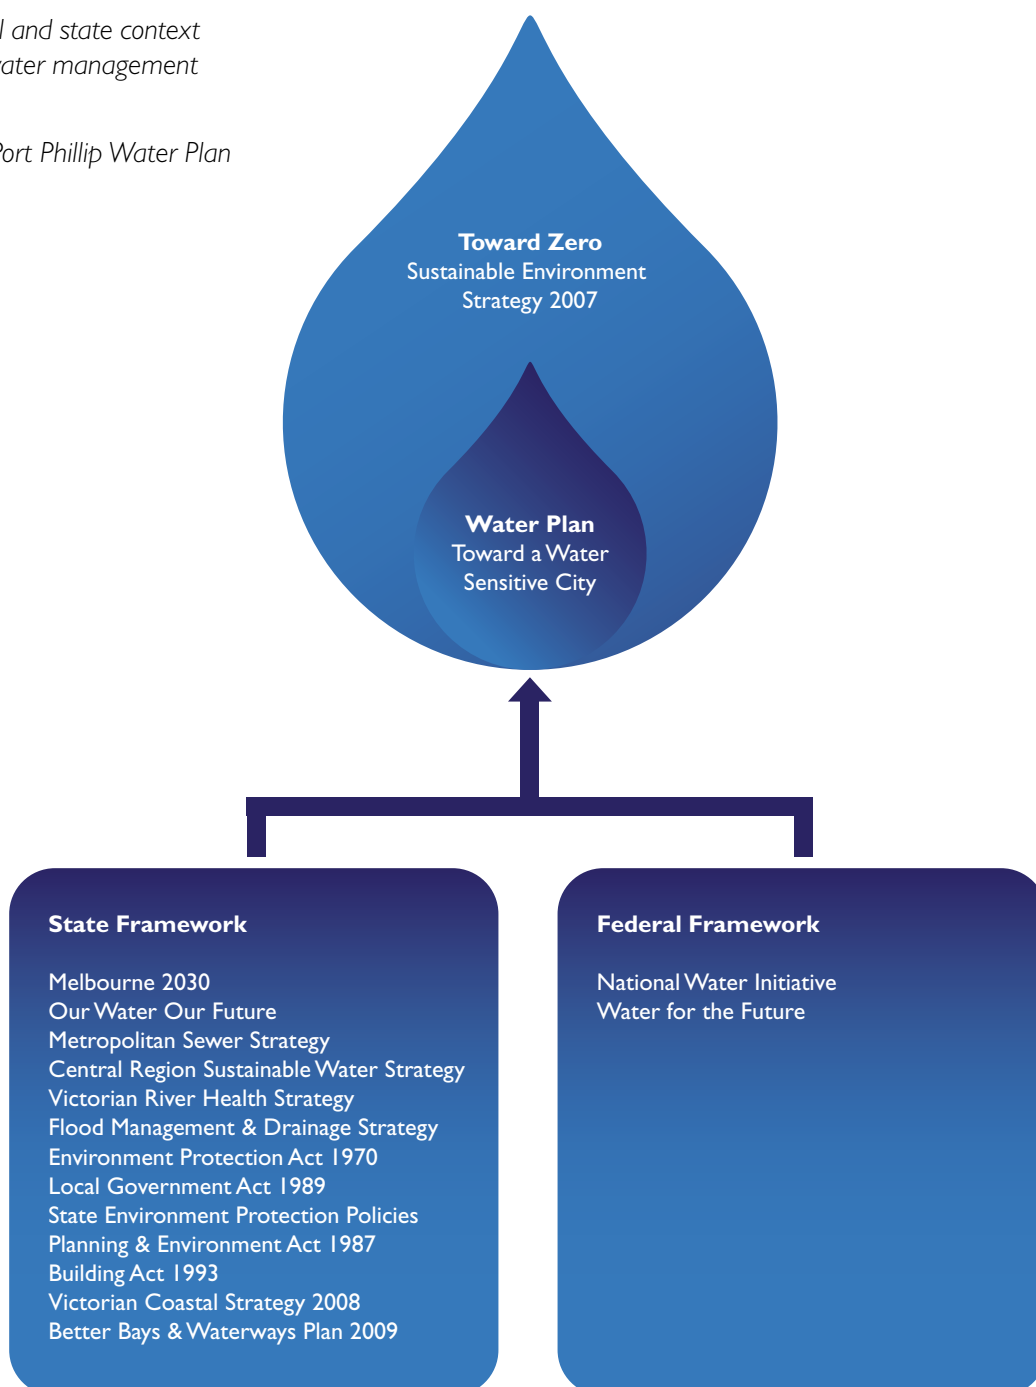 and state context
water management
Port Phillip Water Plan
Toward Zero
Sustainable Environment
Strategy 2007
Water Plan
Toward a Water
Sensitive City
State Framework
Melbourne 2030
Our Water Our Future
Metropolitan Sewer Strategy
Central Region Sustainable Water Strategy
Victorian River Health Strategy
Flood Management & Drainage Strategy
Environment Protection Act 1970
Local Government Act 1989
State Environment Protection Policies
Planning & Environment Act 1987
Building Act 1993
Victorian Coastal Strategy 2008
Better Bays & Waterways Plan 2009
Federal Framework
National Water Initiative
Water for the Future